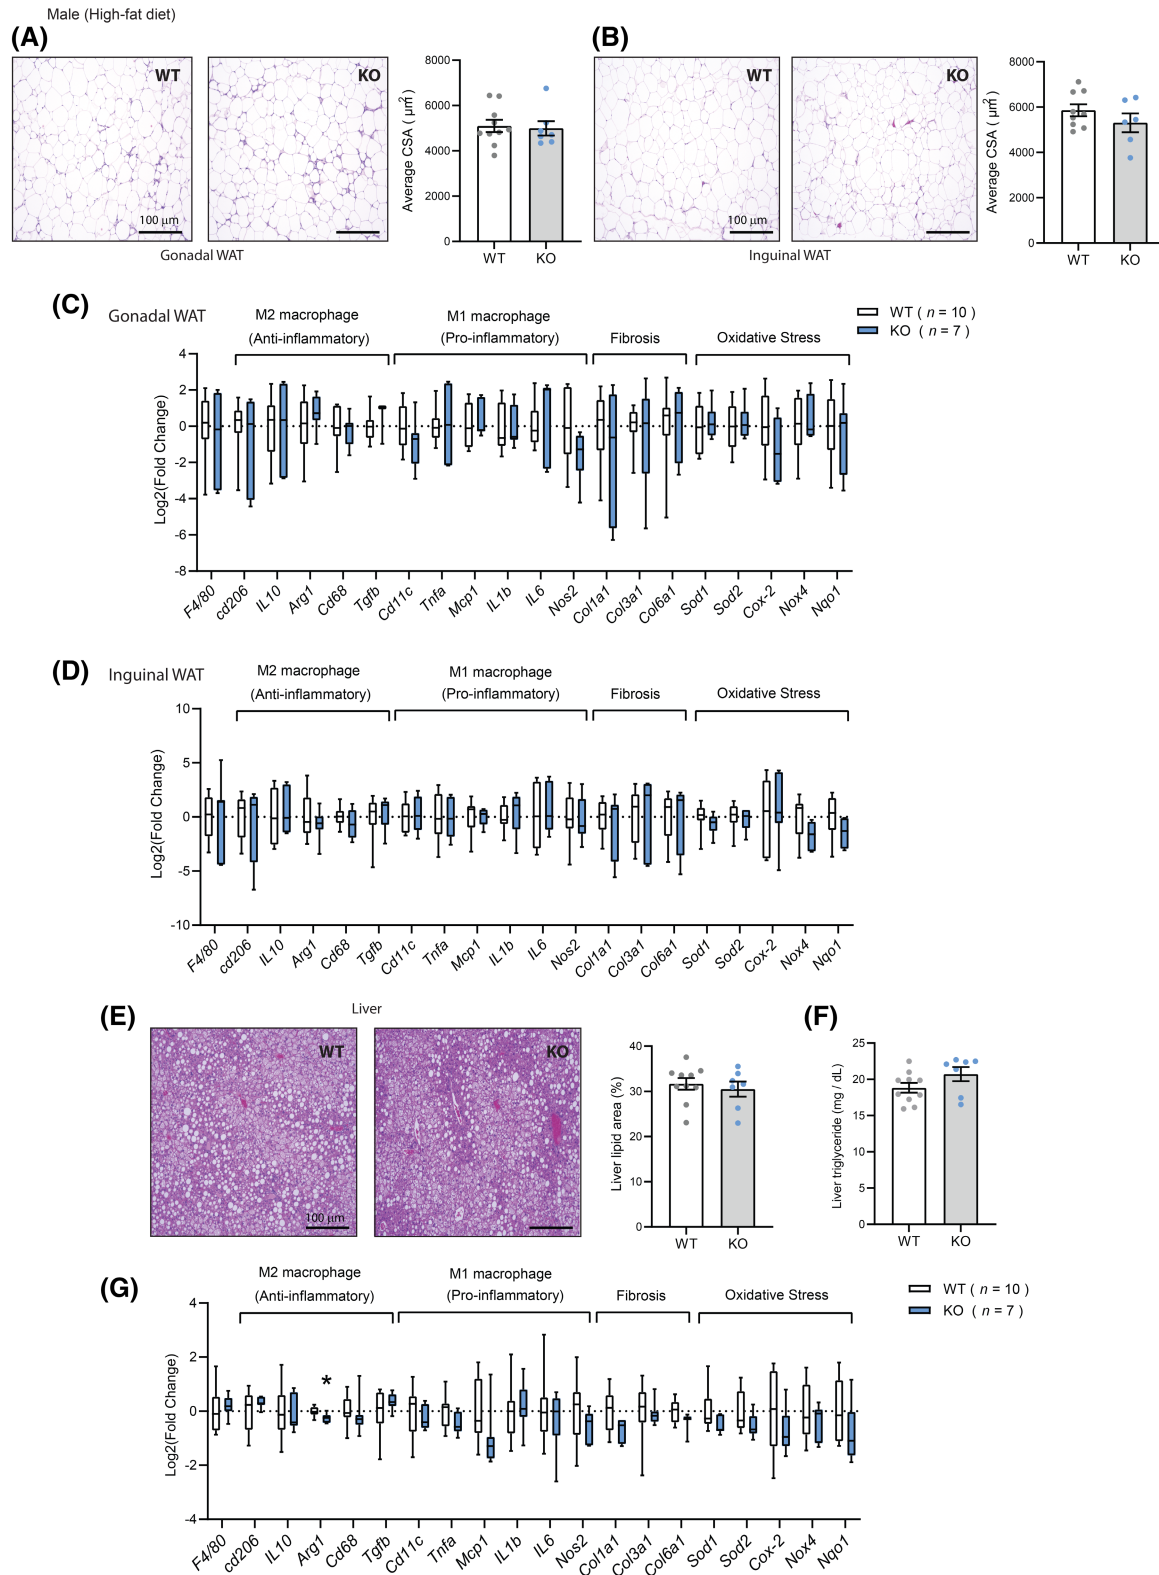 Male (High-fat diet)
(A)
WT
KO
100 µm
Gonadal WAT
Average CSA ( µm²)
8000
6000
4000
2000
0
WT
KO
(B)
WT
KO
100 µm
Inguinal WAT
Average CSA ( µm²)
8000
6000
4000
2000
0
WT
KO
(C)
Gonadal WAT
M2 macrophage
(Anti-inflammatory)
M1 macrophage
(Pro-inflammatory)
Fibrosis
Oxidative Stress
WT ( n = 10 )
KO ( n = 7 )
Log2(Fold Change)
4
2
0
-2
-4
-6
-8
F4/80 cd206 IL10 Arg1 Cd68 Tgfb Cd11c Tnfa Mcp1 IL1b IL6 Nos2 Col1a1 Col3a1 Col6a1 Sod1 Sod2 Cox-2 Nox4 Nqo1
(D)
Inguinal WAT
M2 macrophage
(Anti-inflammatory)
M1 macrophage
(Pro-inflammatory)
Fibrosis
Oxidative Stress
Log2(Fold Change)
10
5
0
-5
-10
F4/80 cd206 IL10 Arg1 Cd68 Tgfb Cd11c Tnfa Mcp1 IL1b IL6 Nos2 Col1a1 Col3a1 Col6a1 Sod1 Sod2 Cox-2 Nox4 Nqo1
(E)
Liver
WT
KO
100 µm
Liver lipid area (%)
40
30
20
10
0
WT
KO
(F)
Liver triglyceride (mg / dL)
25
20
15
10
5
0
WT
KO
(G)
M2 macrophage
(Anti-inflammatory)
M1 macrophage
(Pro-inflammatory)
Fibrosis
Oxidative Stress
WT ( n = 10 )
KO ( n = 7 )
Log2(Fold Change)
4
2
0
-2
-4
*
F4/80 cd206 IL10 Arg1 Cd68 Tgfb Cd11c Tnfa Mcp1 IL1b IL6 Nos2 Col1a1 Col3a1 Col6a1 Sod1 Sod2 Cox-2 Nox4 Nqo1